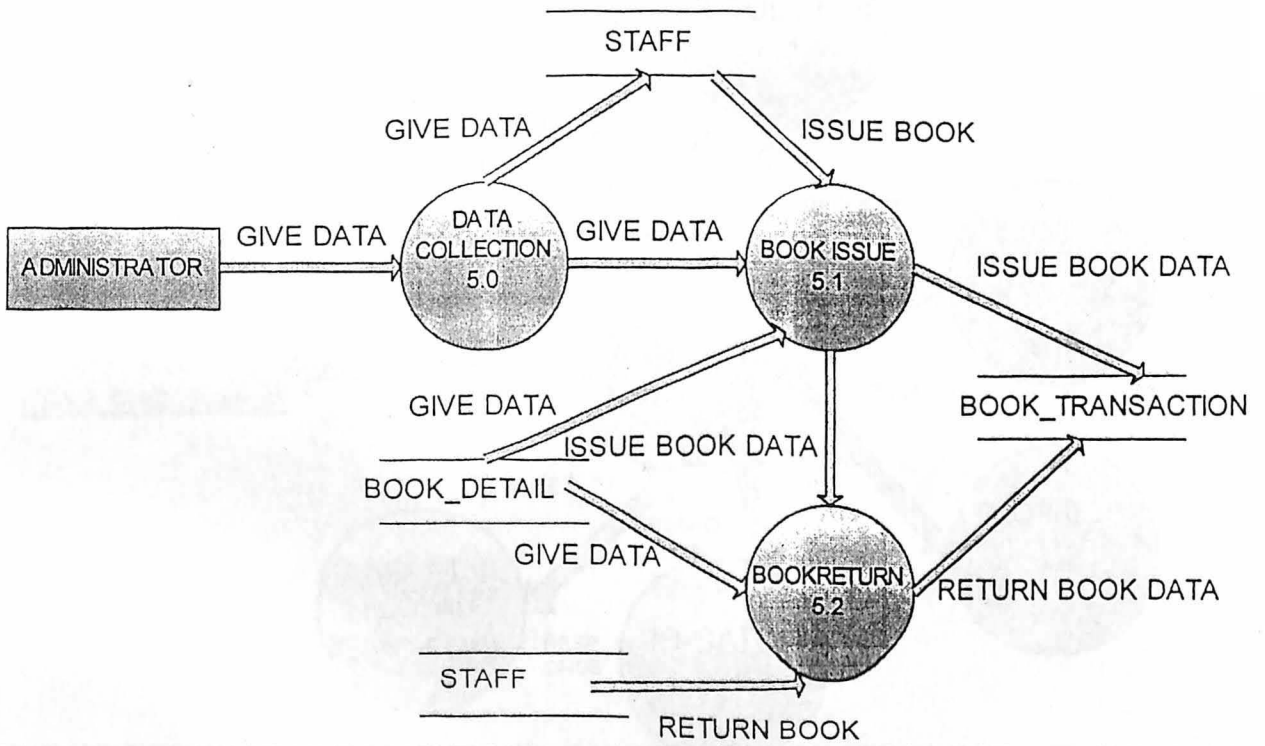 STAFF
GIVE DATA
ISSUE BOOK
ADMINISTRATOR
GIVE DATA
DATA
COLLECTION
5.0
GIVE DATA
BOOK ISSUE
5.1
ISSUE BOOK DATA
GIVE DATA
ISSUE BOOK DATA
BOOK_TRANSACTION
BOOK_DETAIL
GIVE DATA
BOOKRETURN
5.2
RETURN BOOK DATA
STAFF
RETURN BOOK